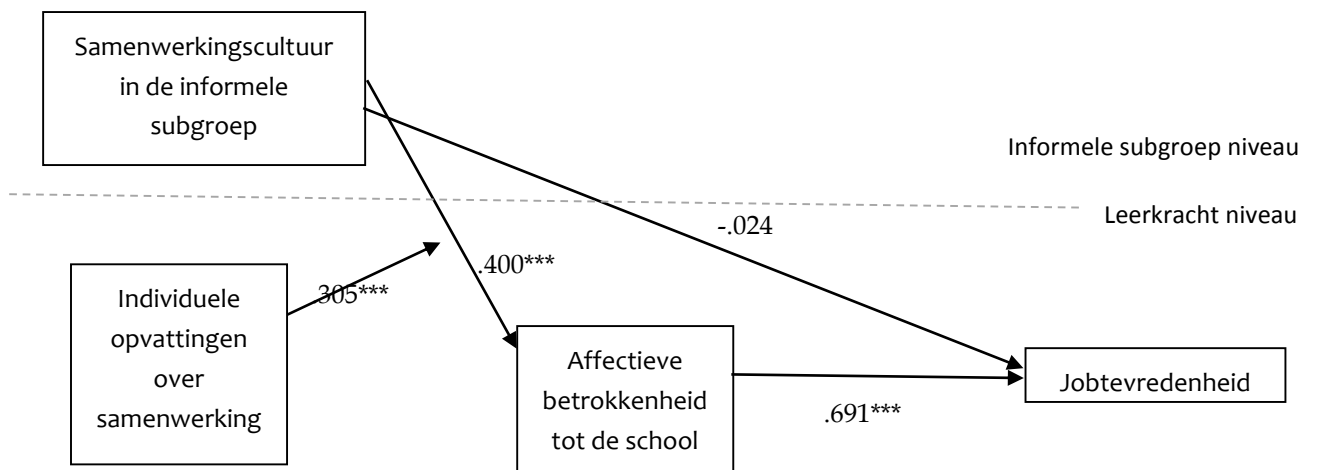 Samenwerkingscultuur
in de informele
subgroep
Informele subgroep niveau
Leerkracht niveau
-.024
.400***
.305***
Individuele
opvattingen
over
samenwerking
Affectieve
betrokkenheid
tot de school
.691***
Jobtevredenheid